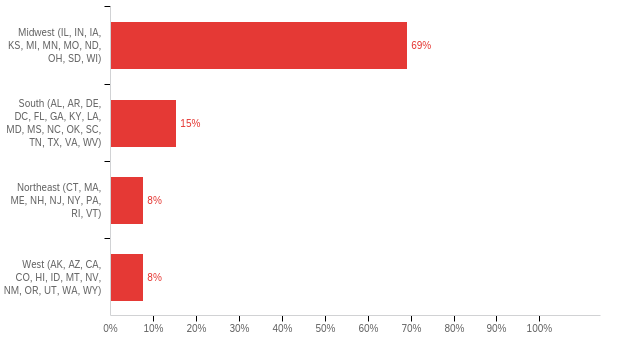 Midwest (IL, IN, IA,
KS, MI, MN, MO, ND,
OH, SD, WI)
69%
South (AL, AR, DE,
DC, FL, GA, KY, LA,
MD, MS, NC, OK, SC,
TN, TX, VA, WV)
15%
Northeast (CT, MA,
ME, NH, NJ, NY, PA,
RI, VT)
8%
West (AK, AZ, CA,
CO, HI, ID, MT, NV,
NM, OR, UT, WA, WY)
8%
0% 10% 20% 30% 40% 50% 60% 70% 80% 90% 100%